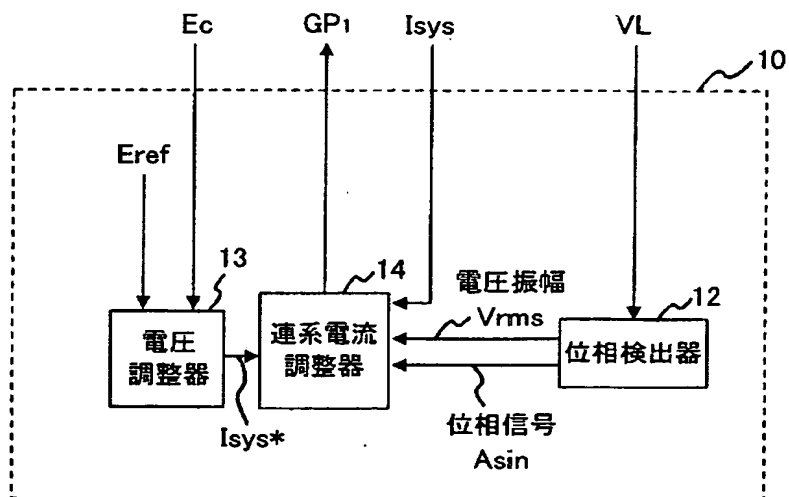 Ec
GP1
Isys
VL
10
Eref
13
14
電圧振幅
Vrms
12
電圧
調整器
連系電流
調整器
位相検出器
Isys*
位相信号
Asin